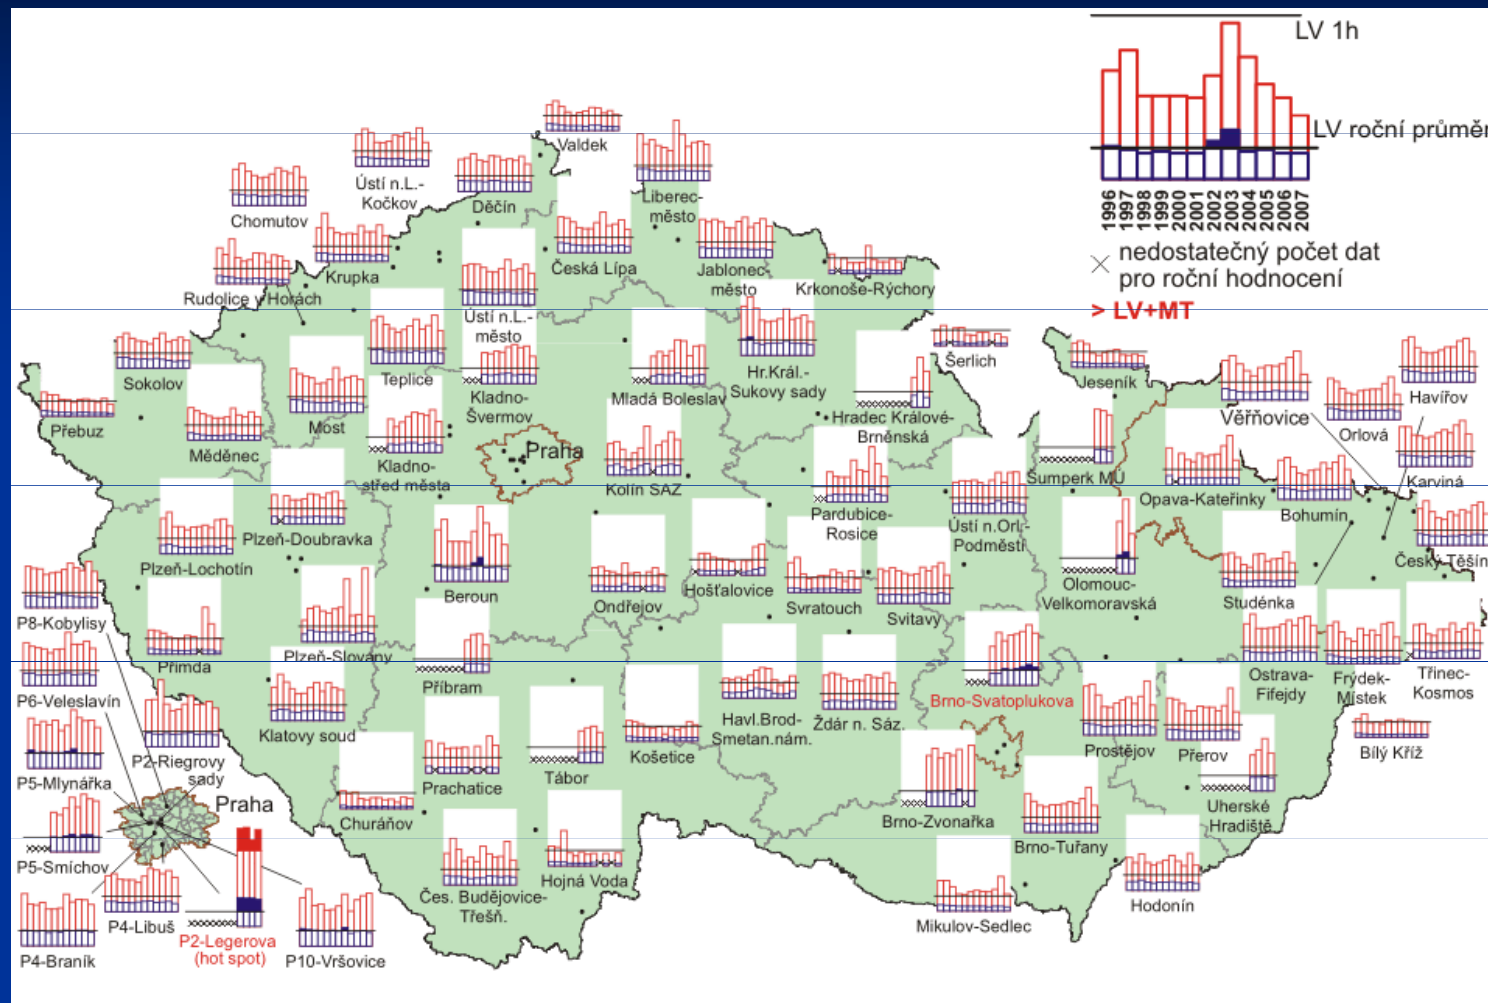 LV 1h
LV roční průměr
1996
1997
1998
1999
2000
2001
2002
2003
2004
2005
2006
2007
nedostatečný počet dat
pro roční hodnocení
> LV+MT
Valdek
Ústí n.L.-
Kočkov
Děčín
Liberec-
město
Chomutov
Krupka
Česká Lípa
Jablonec-
město
Krkonoše-Rýchory
Rudolice v Horách
Ústí n.L.-
město
Sokolov
Teplice
Kladno-
Švermov
Mladá Boleslav
Hr.Král.-
Sukovy sady
Šerlich
Jeseník
Přebuz
Měděnec
Most
Kladno-
střed města
Praha
Kolín SAZ
Hradec Králové-
Brněnská
Šumperk MÚ
Věřňovice
Orlová
Havířov
Karviná
Opava-Kateřinky
Bohumín
Český Těšín
Plzeň-Doubravka
Plzeň-Lochotín
Beroun
Ondřejov
Hošťalovice
Pardubice-
Rosice
Svratouch
Svitavy
Ústí n.Orl.-
Podměstí
Olomouc-
Velkomoravská
Studénka
P8-Kobylisy
Přimda
Plzeň-Slovany
Příbram
Ostrava-
Fifejdy
Frýdek-
Místek
Třinec-
Kosmos
P6-Veleslavín
Klatovy soud
Havl.Brod-
Smetan.nám.
Žďár n. Sáz.
Brno-Svatoplukova
Prostějov
Přerov
Bílý Kříž
P2-Riegrovy
sady
P5-Mlynářka
Praha
Churáňov
Prachatice
Tábor
Košetice
Brno-Zvonařka
Brno-Tuřany
Uherské
Hradiště
P5-Smíchov
Čes. Budějovice-
Třešň.
Hojná Voda
Mikulov-Sedlec
Hodonín
P4-Libuš
P2-Legerova
(hot spot)
P10-Vršovice
P4-Braník